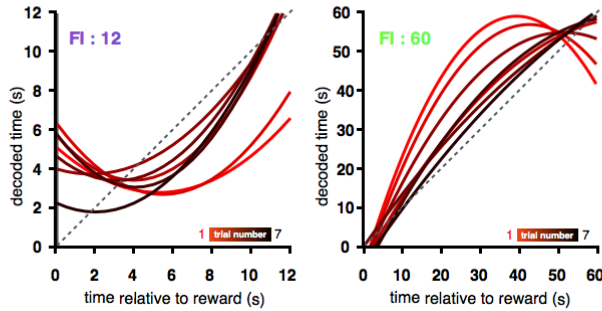 FI : 12
12
10
8
6
4
2
0
decoded time (s)
0 2 4 6 8 10 12
time relative to reward (s)
1 trial number 7
FI : 60
60
50
40
30
20
10
0
decoded time (s)
0 10 20 30 40 50 60
time relative to reward (s)
1 trial number 7